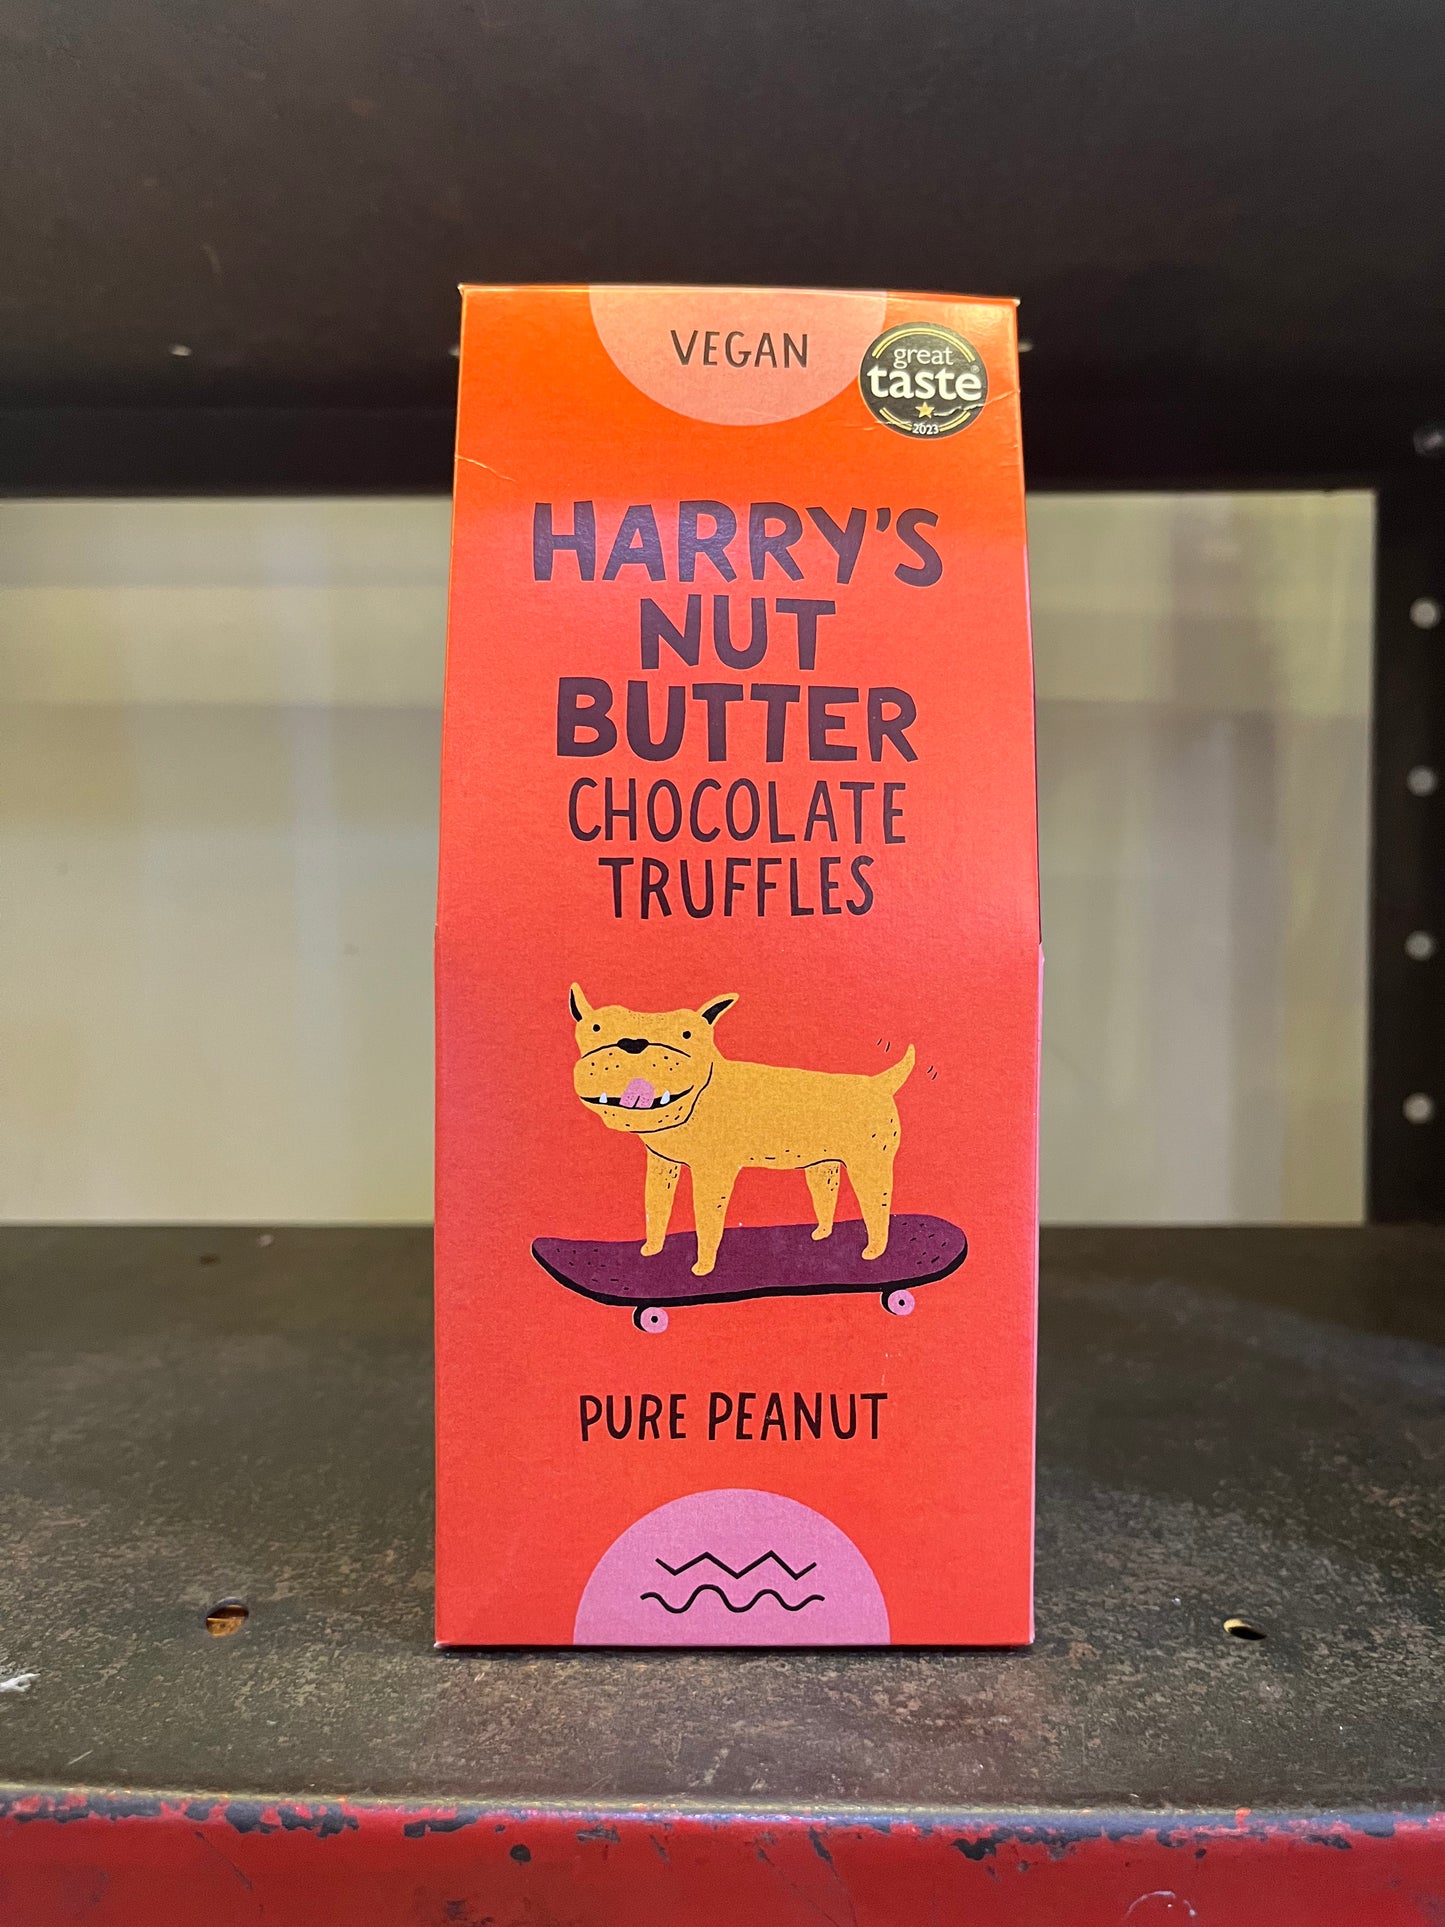 VEGAN
great
taste
2023
HARRY'S
NUT
BUTTER
CHOCOLATE
TRUFFLES
PURE PEANUT